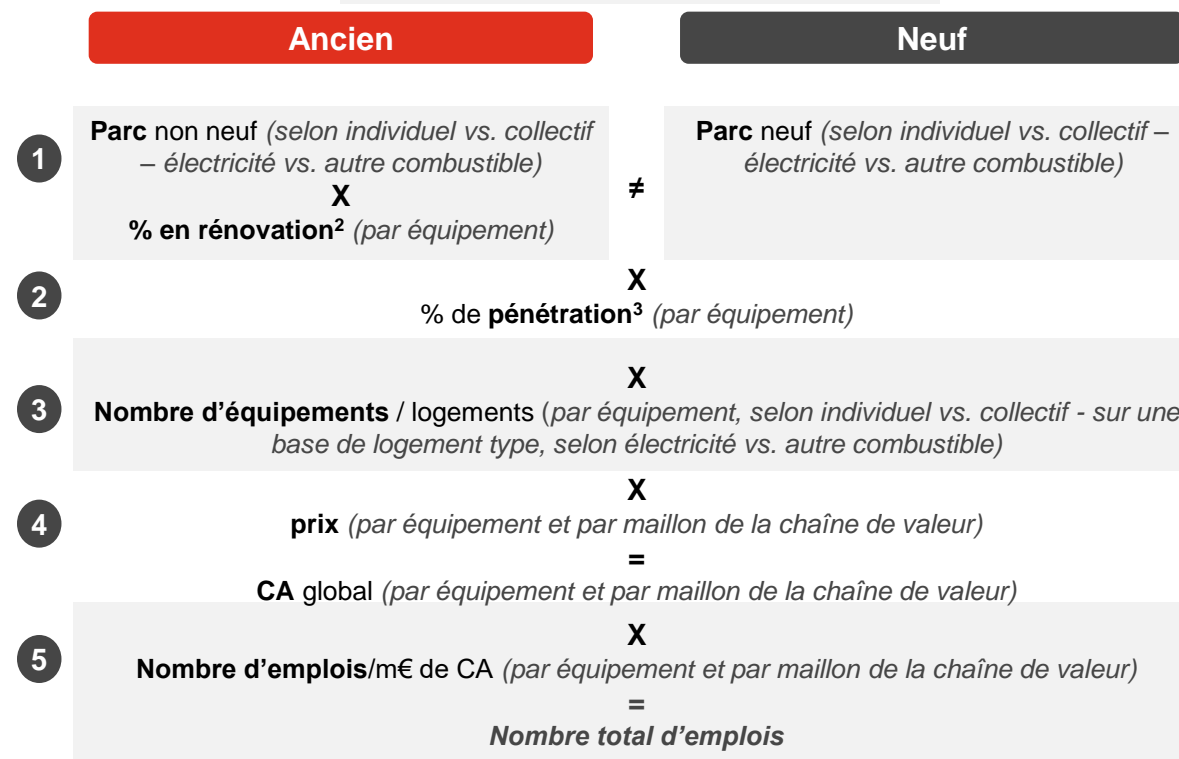 Ancien
Neuf
1
Parc non neuf (selon individuel vs. collectif
– électricité vs. autre combustible)
X
% en rénovation² (par équipement)
≠
Parc neuf (selon individuel vs. collectif –
électricité vs. autre combustible)
2
X
% de pénétration³ (par équipement)
3
X
Nombre d’équipements / logements (par équipement, selon individuel vs. collectif - sur une
base de logement type, selon électricité vs. autre combustible)
4
X
prix (par équipement et par maillon de la chaîne de valeur)
=
CA global (par équipement et par maillon de la chaîne de valeur)
5
X
Nombre d’emplois/m€ de CA (par équipement et par maillon de la chaîne de valeur)
=
Nombre total d’emplois